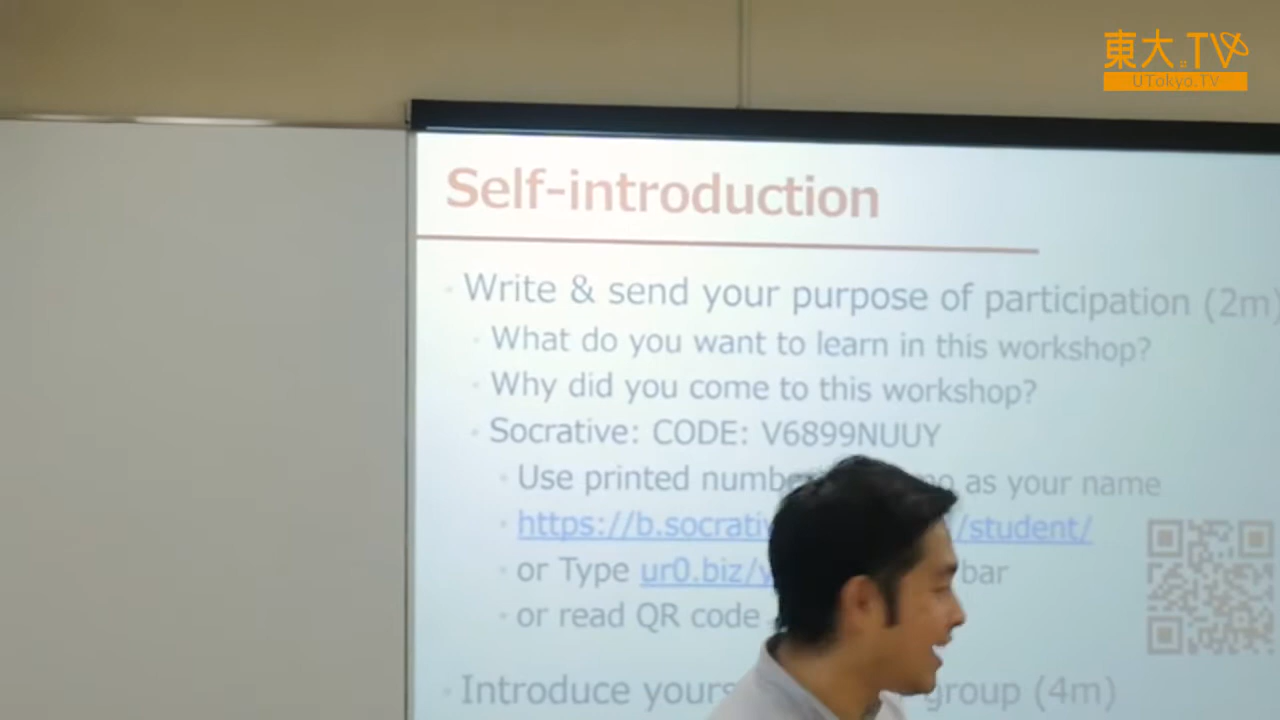 東大.TV
UTokyo.TV
Self-introduction
Write & send your purpose of participation (2m)
What do you want to learn in this workshop?
Why did you come to this workshop?
Socrative: CODE: V6899NUUY
Use printed as your name
https://b.socrativ /student/
or Type ur0.biz/y bar
or read QR code
Introduce group (4m)